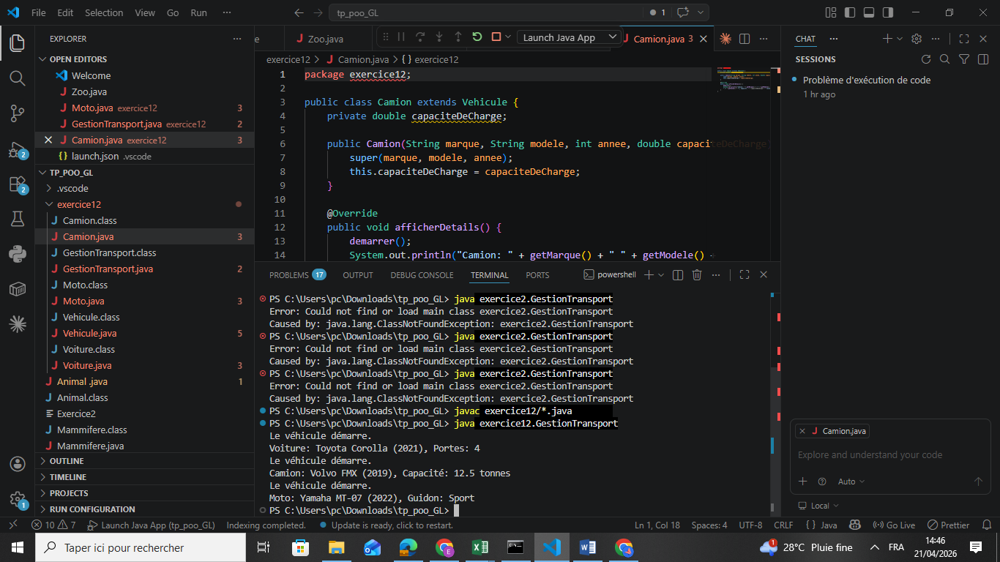 File Edit Selection View Go Run ···
tp_poo_GL
1
EXPLORER
OPEN EDITORS
Welcome
Zoo.java
Moto.java exercice12 3
GestionTransport.java exercice12 2
Camion.java exercice12 3
launch.json .vscode
TP_POO_GL
.vscode
exercice12
Camion.class
Camion.java 3
GestionTransport.class
GestionTransport.java 2
Moto.class
Moto.java 3
Vehicule.class
Vehicule.java 5
Voiture.class
Voiture.java 3
Animal .java 1
Animal.class
Exercice2
Mammifere.class
Mammifere.java
OUTLINE
TIMELINE
PROJECTS
RUN CONFIGURATION
2
2
1
e
Zoo.java
Launch Java App
Camion.java 3
exercice12 > Camion.java > {} exercice12
1 package exercice12;
2
3 public class Camion extends Vehicule {
4 private double capaciteDeCharge;
5
6 public Camion(String marque, String modele, int annee, double capaciteDeCharge)
7 super(marque, modele, annee);
8 this.capaciteDeCharge = capaciteDeCharge;
9 }
10
11 @Override
12 public void afficherDetails() {
13 demarrer();
14 System.out.println("Camion: " + getMarque() + " " + getModele() +
PROBLEMS 17 OUTPUT DEBUG CONSOLE TERMINAL PORTS
powershell
PS C:\Users\pc\Downloads\tp_poo_GL> java exercice2.GestionTransport
Error: Could not find or load main class exercice2.GestionTransport
Caused by: java.lang.ClassNotFoundException: exercice2.GestionTransport
PS C:\Users\pc\Downloads\tp_poo_GL> java exercice2.GestionTransport
Error: Could not find or load main class exercice2.GestionTransport
Caused by: java.lang.ClassNotFoundException: exercice2.GestionTransport
PS C:\Users\pc\Downloads\tp_poo_GL> java exercice2.GestionTransport
Error: Could not find or load main class exercice2.GestionTransport
Caused by: java.lang.ClassNotFoundException: exercice2.GestionTransport
PS C:\Users\pc\Downloads\tp_poo_GL> javac exercice12/*.java
PS C:\Users\pc\Downloads\tp_poo_GL> java exercice12.GestionTransport
Le véhicule démarre.
Voiture: Toyota Corolla (2021), Portes: 4
Le véhicule démarre.
Camion: Volvo FMX (2019), Capacité: 12.5 tonnes
Le véhicule démarre.
Moto: Yamaha MT-07 (2022), Guidon: Sport
PS C:\Users\pc\Downloads\tp_poo_GL>
CHAT
SESSIONS
Problème d'exécution de code
1 hr ago
Camion.java
Explore and understand your code
Auto
Local
10 7 Launch Java App (tp_poo_GL) Indexing completed. Update is ready, click to restart. Ln 1, Col 18 Spaces: 4 UTF-8 CRLF {} Java Go Live Prettier
Taper ici pour rechercher
E
1
28°C Pluie fine
FRA
14:46
21/04/2026